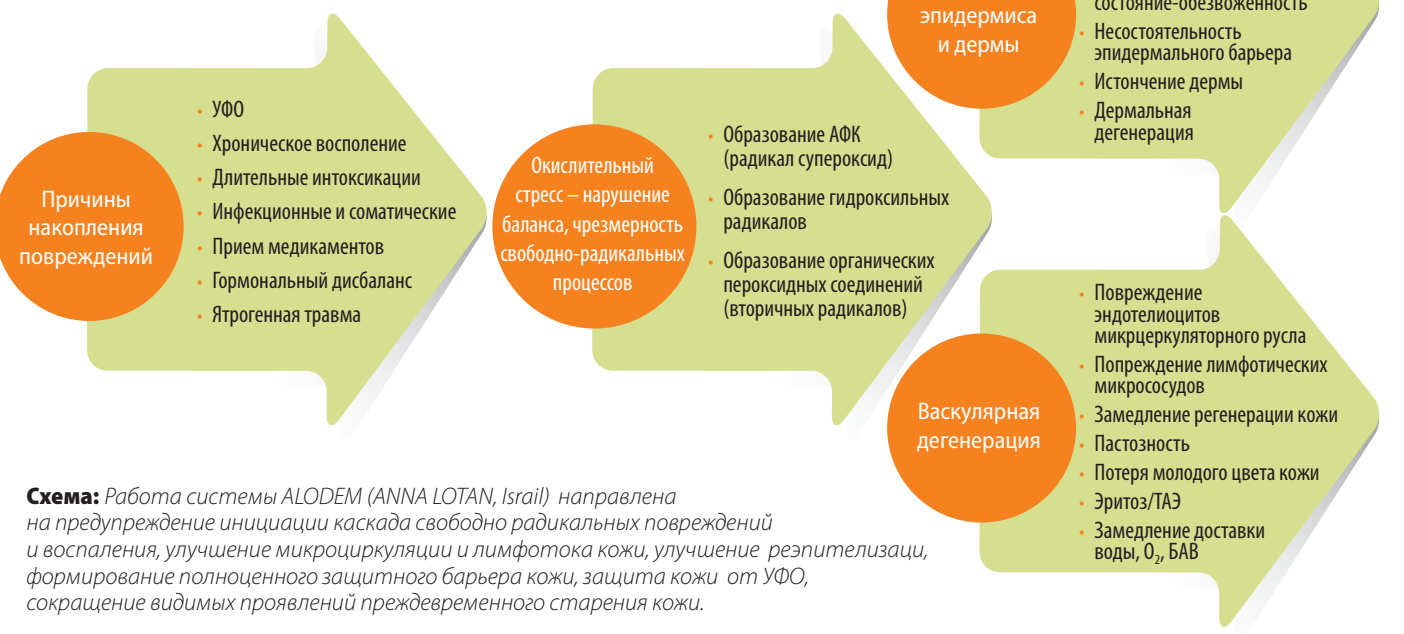 Причины
накопления
повреждений
• УФО
• Хроническое восполение
• Длительные интоксикации
• Инфекционные и соматические
• Прием медикаментов
• Гормональный дисбаланс
• Ятрогенная травма
Окислительный
стресс – нарушение
баланса, чрезмерность
свободно-радикальных
процессов
• Образование АФК
(радикал супероксид)
• Образование гидроксильных
радикалов
• Образование органических
пероксидных соединений
(вторичных радикалов)
эпидермиса
и дермы
состояние-обезвоженность
• Несостоятельность
эпидермального барьера
• Истончение дермы
• Дермальная
дегенерация
Васкулярная
дегенерация
• Повреждение
эндотелиоцитов
микрцеркуляторного русла
• Попреждение лимфотических
микрососудов
• Замедление регенерации кожи
• Пастозность
• Потеря молодого цвета кожи
• Эритоз/ТАЭ
• Замедление доставки
воды, O₂, БАВ
Схема: Работа системы ALODEM (ANNA LOTAN, Israil) направлена
на предупреждение инициации каскада свободно радикальных повреждений
и воспаления, улучшение микроциркуляции и лимфотока кожи, улучшение реэпителизаци,
формирование полноценного защитного барьера кожи, защита кожи от УФО,
сокращение видимых проявлений преждевременного старения кожи.